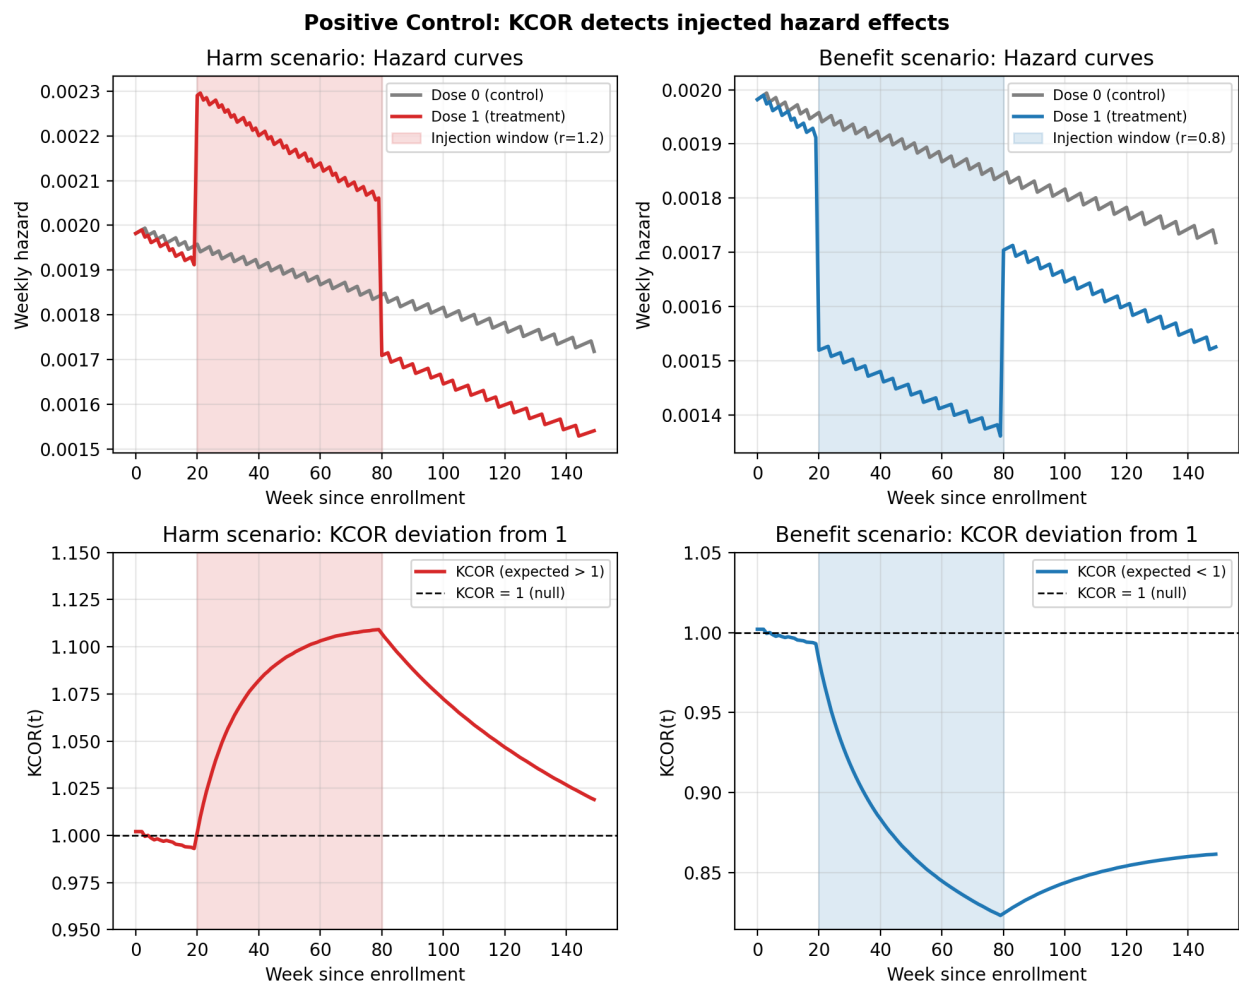 Positive Control: KCOR detects injected hazard effects
Harm scenario: Hazard curves
Weekly hazard
0.0023
0.0022
0.0021
0.0020
0.0019
0.0018
0.0017
0.0016
0.0015
Dose 0 (control)
Dose 1 (treatment)
Injection window (r=1.2)
0 20 40 60 80 100 120 140
Week since enrollment
Benefit scenario: Hazard curves
Weekly hazard
0.0020
0.0019
0.0018
0.0017
0.0016
0.0015
0.0014
Dose 0 (control)
Dose 1 (treatment)
Injection window (r=0.8)
0 20 40 60 80 100 120 140
Week since enrollment
Harm scenario: KCOR deviation from 1
KCOR(t)
1.150
1.125
1.100
1.075
1.050
1.025
1.000
0.975
0.950
KCOR (expected > 1)
KCOR = 1 (null)
0 20 40 60 80 100 120 140
Week since enrollment
Benefit scenario: KCOR deviation from 1
KCOR(t)
1.05
1.00
0.95
0.90
0.85
KCOR (expected < 1)
KCOR = 1 (null)
0 20 40 60 80 100 120 140
Week since enrollment